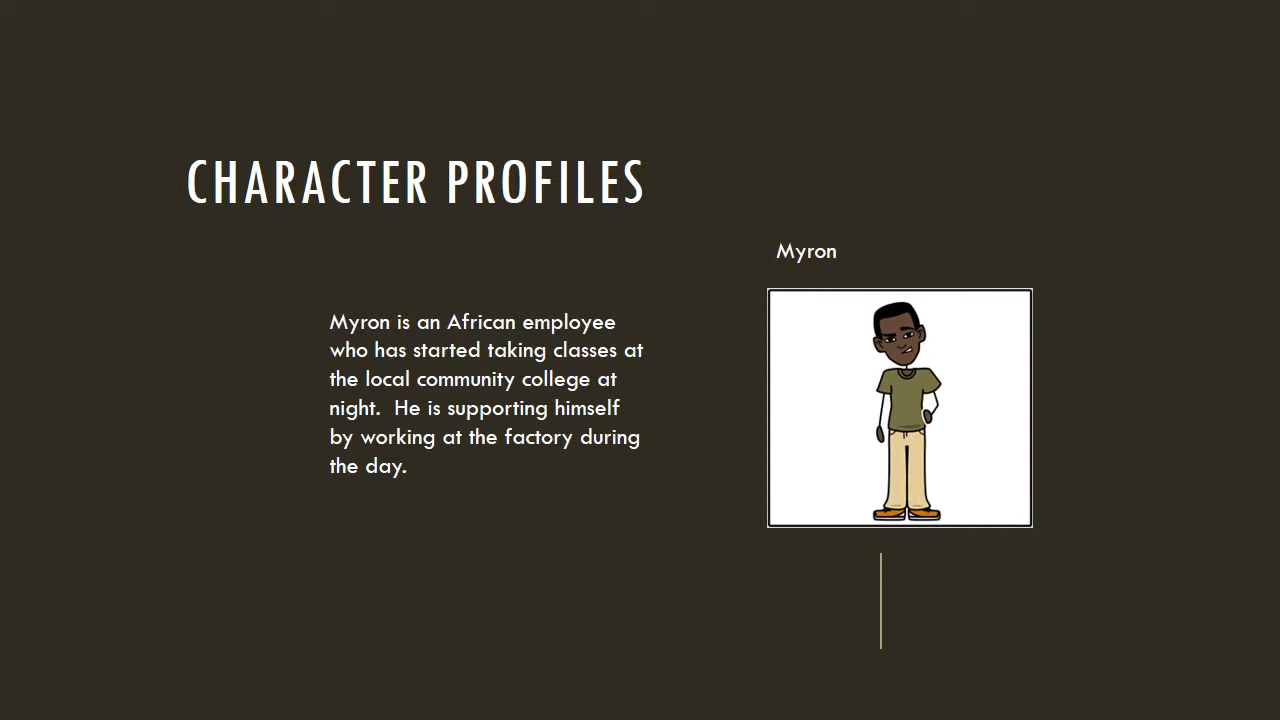 CHARACTER PROFILES
Myron
Myron is an African employee
who has started taking classes at
the local community college at
night.  He is supporting himself
by working at the factory during
the day.